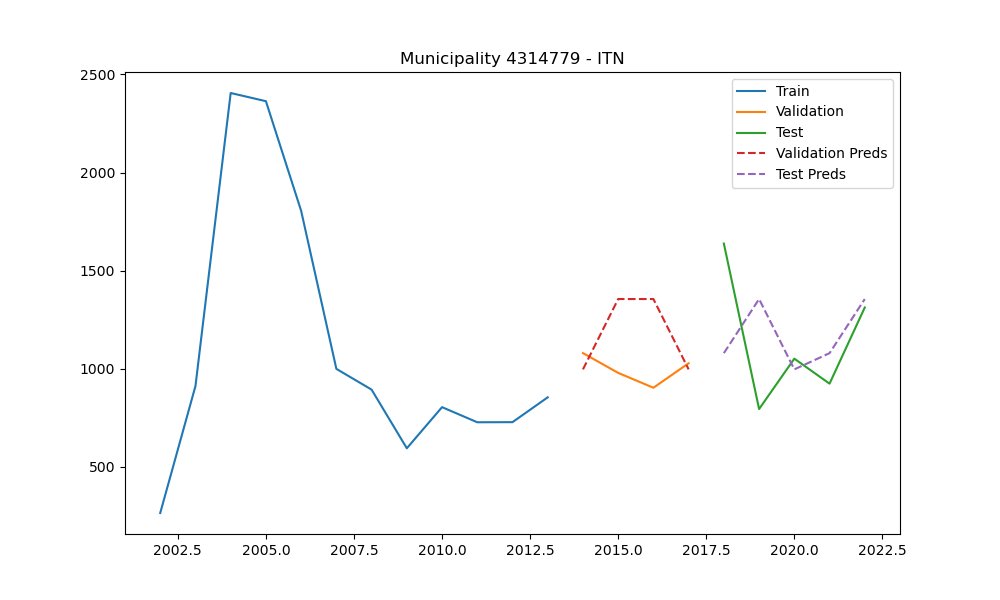 Municipality 4314779 - ITN
2500
2000
1500
1000
500
Train
Validation
Test
Validation Preds
Test Preds
2002.5 2005.0 2007.5 2010.0 2012.5 2015.0 2017.5 2020.0 2022.5